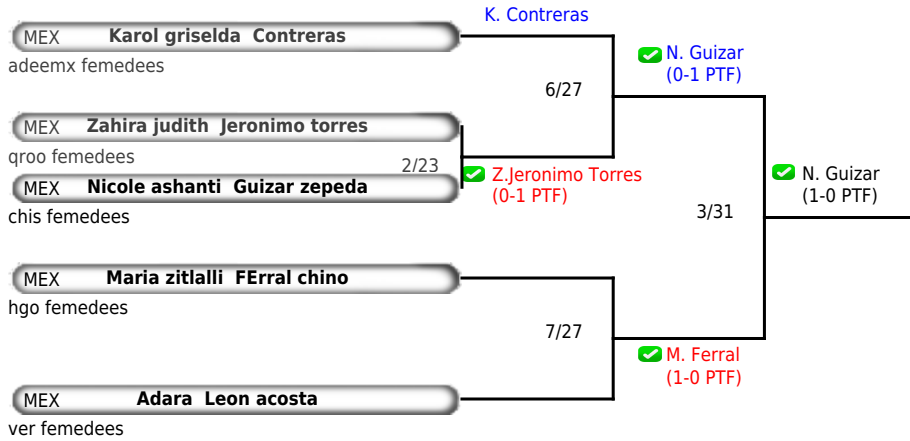 K. Contreras
MEX Karol griselda Contreras
adeemx femedees
N. Guizar
(0-1 PTF)
6/27
MEX Zahira judith Jeronimo torres
qroo femedees
2/23
Z.Jeronimo Torres
(0-1 PTF)
MEX Nicole ashanti Guizar zepeda
chis femedees
N. Guizar
(1-0 PTF)
3/31
MEX Maria zitlalli FErral chino
hgo femedees
7/27
M. Ferral
(1-0 PTF)
MEX Adara Leon acosta
ver femedees